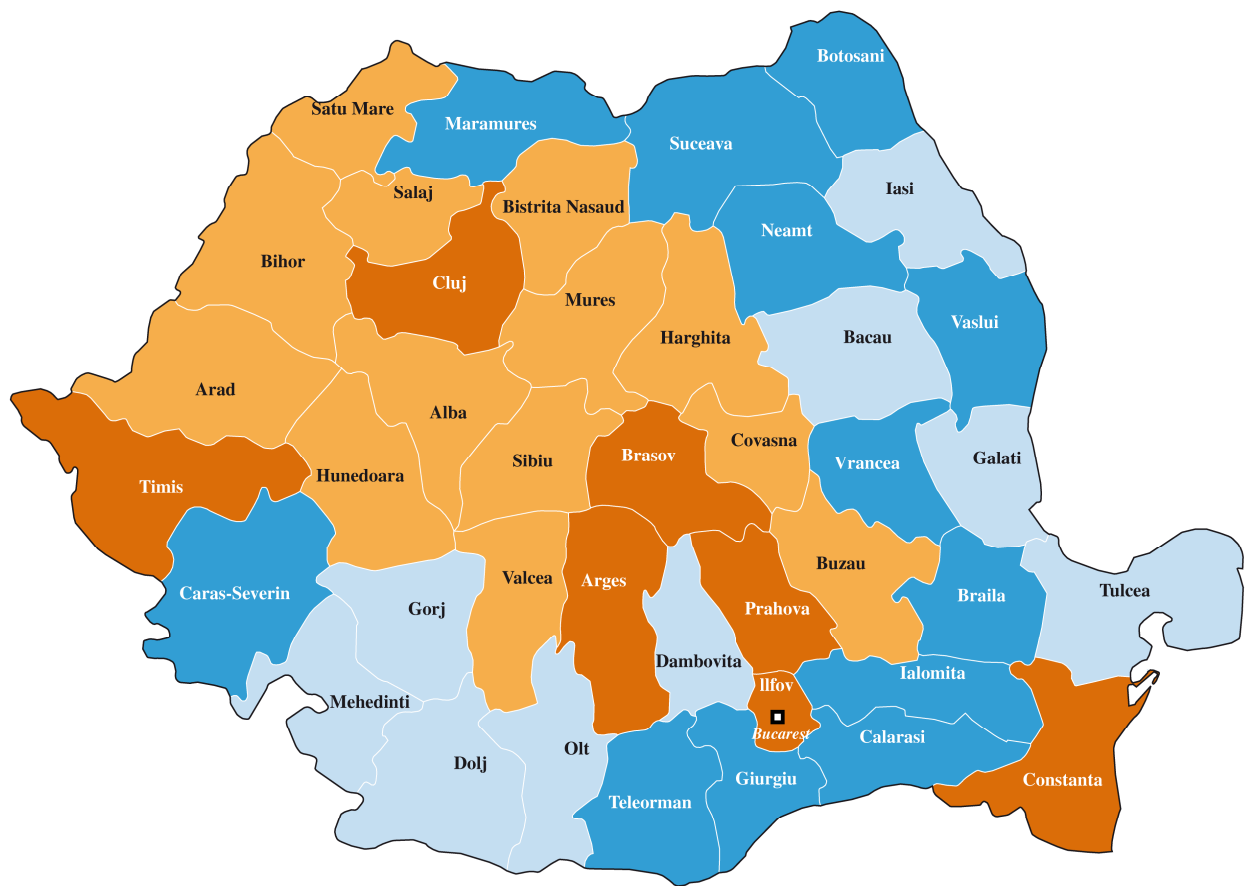 Botosani
Satu Mare
Maramures
Suceava
Iasi
Salaj
Bistrita Nasaud
Neamt
Bihor
Cluj
Mures
Vaslui
Harghita
Bacau
Arad
Alba
Covasna
Brasov
Sibiu
Galati
Vrancea
Hunedoara
Timis
Buzau
Valcea
Arges
Tulcea
Caras-Severin
Braila
Gorj
Prahova
Dambovita
Ialomita
llfov
Mehedinti
Bucarest
Calarasi
Olt
Dolj
Giurgiu
Constanta
Teleorman